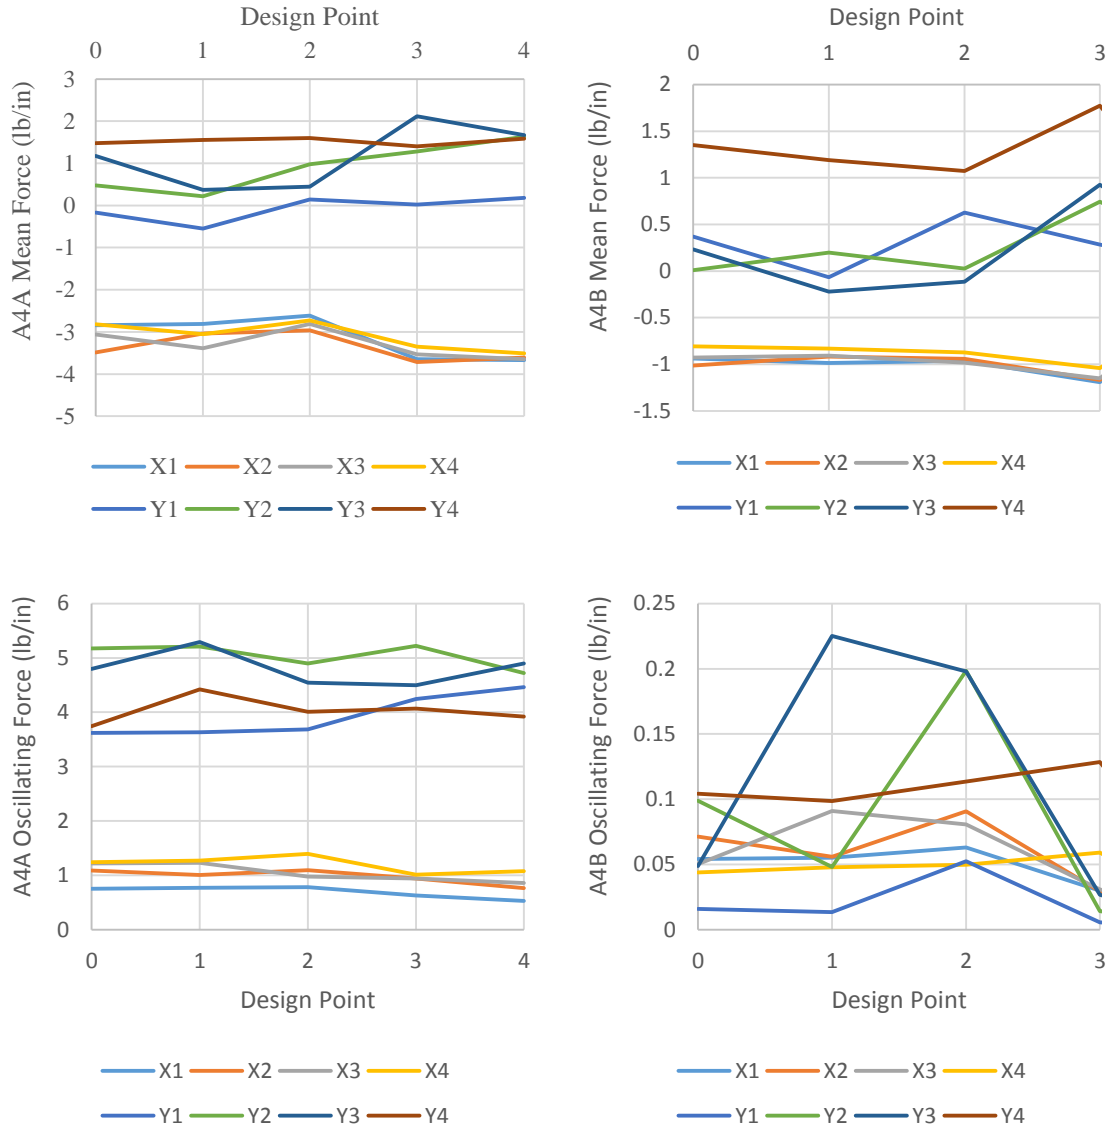 Design Point
0 1 2 3 4
A4A Mean Force (lb/in)
3
2
1
0
-1
-2
-3
-4
-5
X1 X2 X3 X4
Y1 Y2 Y3 Y4
Design Point
0 1 2 3
A4B Mean Force (lb/in)
2
1.5
1
0.5
0
-0.5
-1
-1.5
X1 X2 X3 X4
Y1 Y2 Y3 Y4
A4A Oscillating Force (lb/in)
6
5
4
3
2
1
0
0 1 2 3 4
Design Point
X1 X2 X3 X4
Y1 Y2 Y3 Y4
A4B Oscillating Force (lb/in)
0.25
0.2
0.15
0.1
0.05
0
0 1 2 3
Design Point
X1 X2 X3 X4
Y1 Y2 Y3 Y4